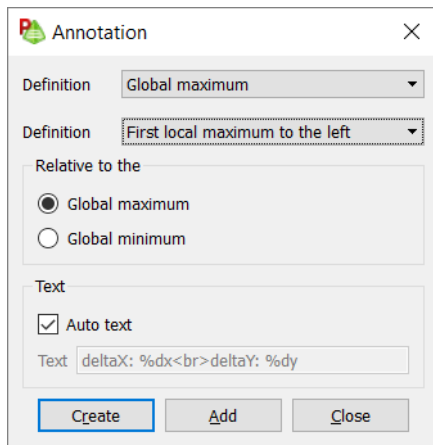 Annotation
Definition Global maximum
Definition First local maximum to the left
Relative to the
Global maximum
Global minimum
Text
Auto text
Text deltaX: %dx<br>deltaY: %dy
Create Add Close